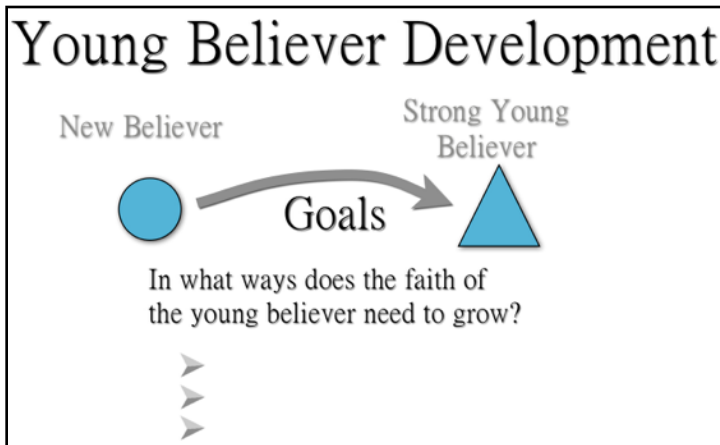 Young Believer Development
New Believer
Strong Young
Believer
Goals
In what ways does the faith of
the young believer need to grow?